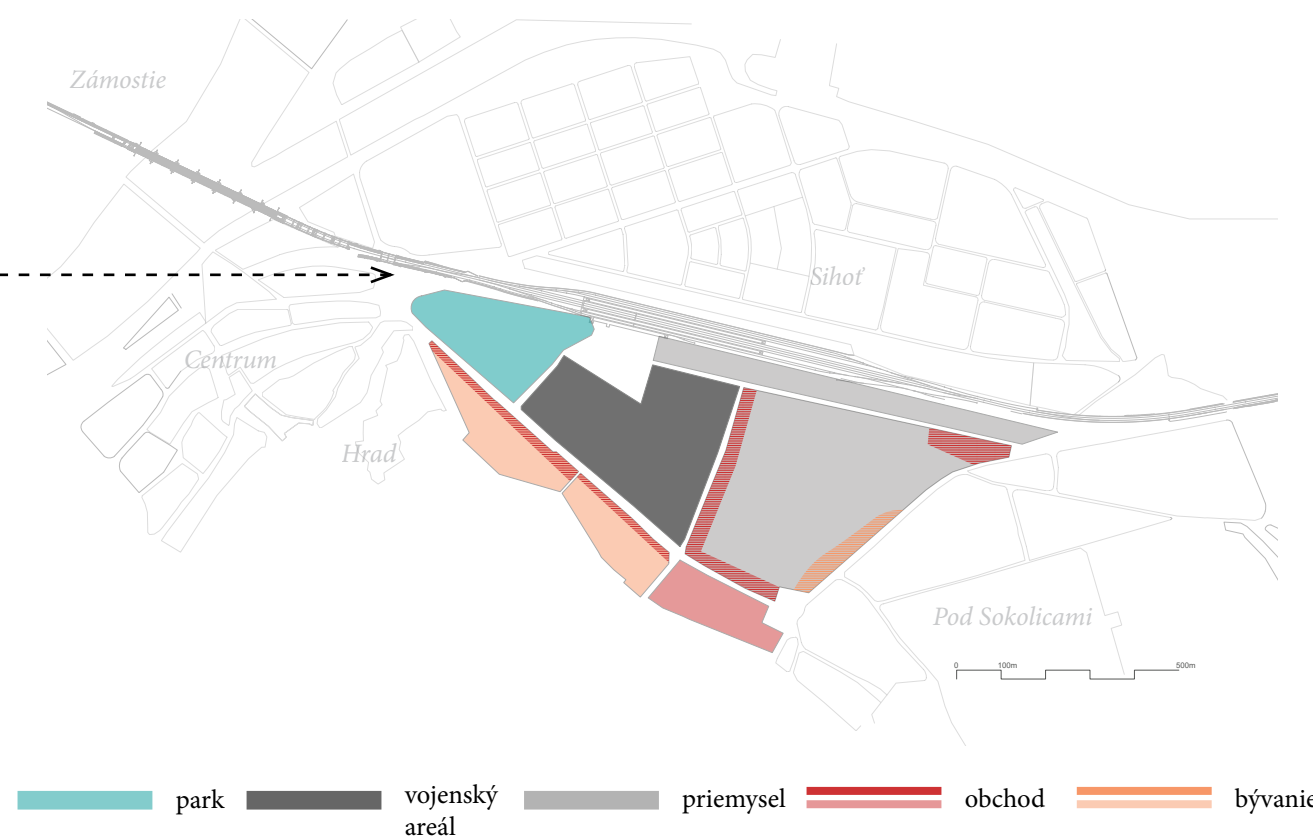 Zámostie
Sihoť
Centrum
Hrad
Pod Sokolicami
0 100m 500m
park
vojenský
areál
priemysel
obchod
bývanie